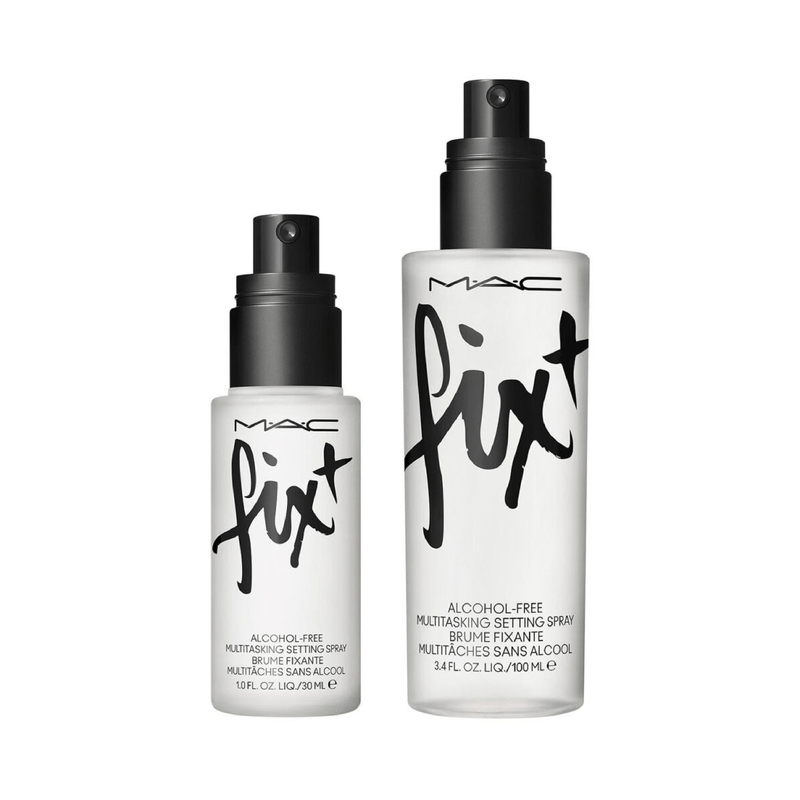 M·A·C
fix+
ALCOHOL-FREE
MULTITASKING SETTING SPRAY
BRUME FIXANTE
MULTITÂCHES SANS ALCOOL
1.0 FL. OZ. LIQ./30 ML ℮
M·A·C
fix+
ALCOHOL-FREE
MULTITASKING SETTING SPRAY
BRUME FIXANTE
MULTITÂCHES SANS ALCOOL
3.4 FL. OZ. LIQ./100 ML ℮